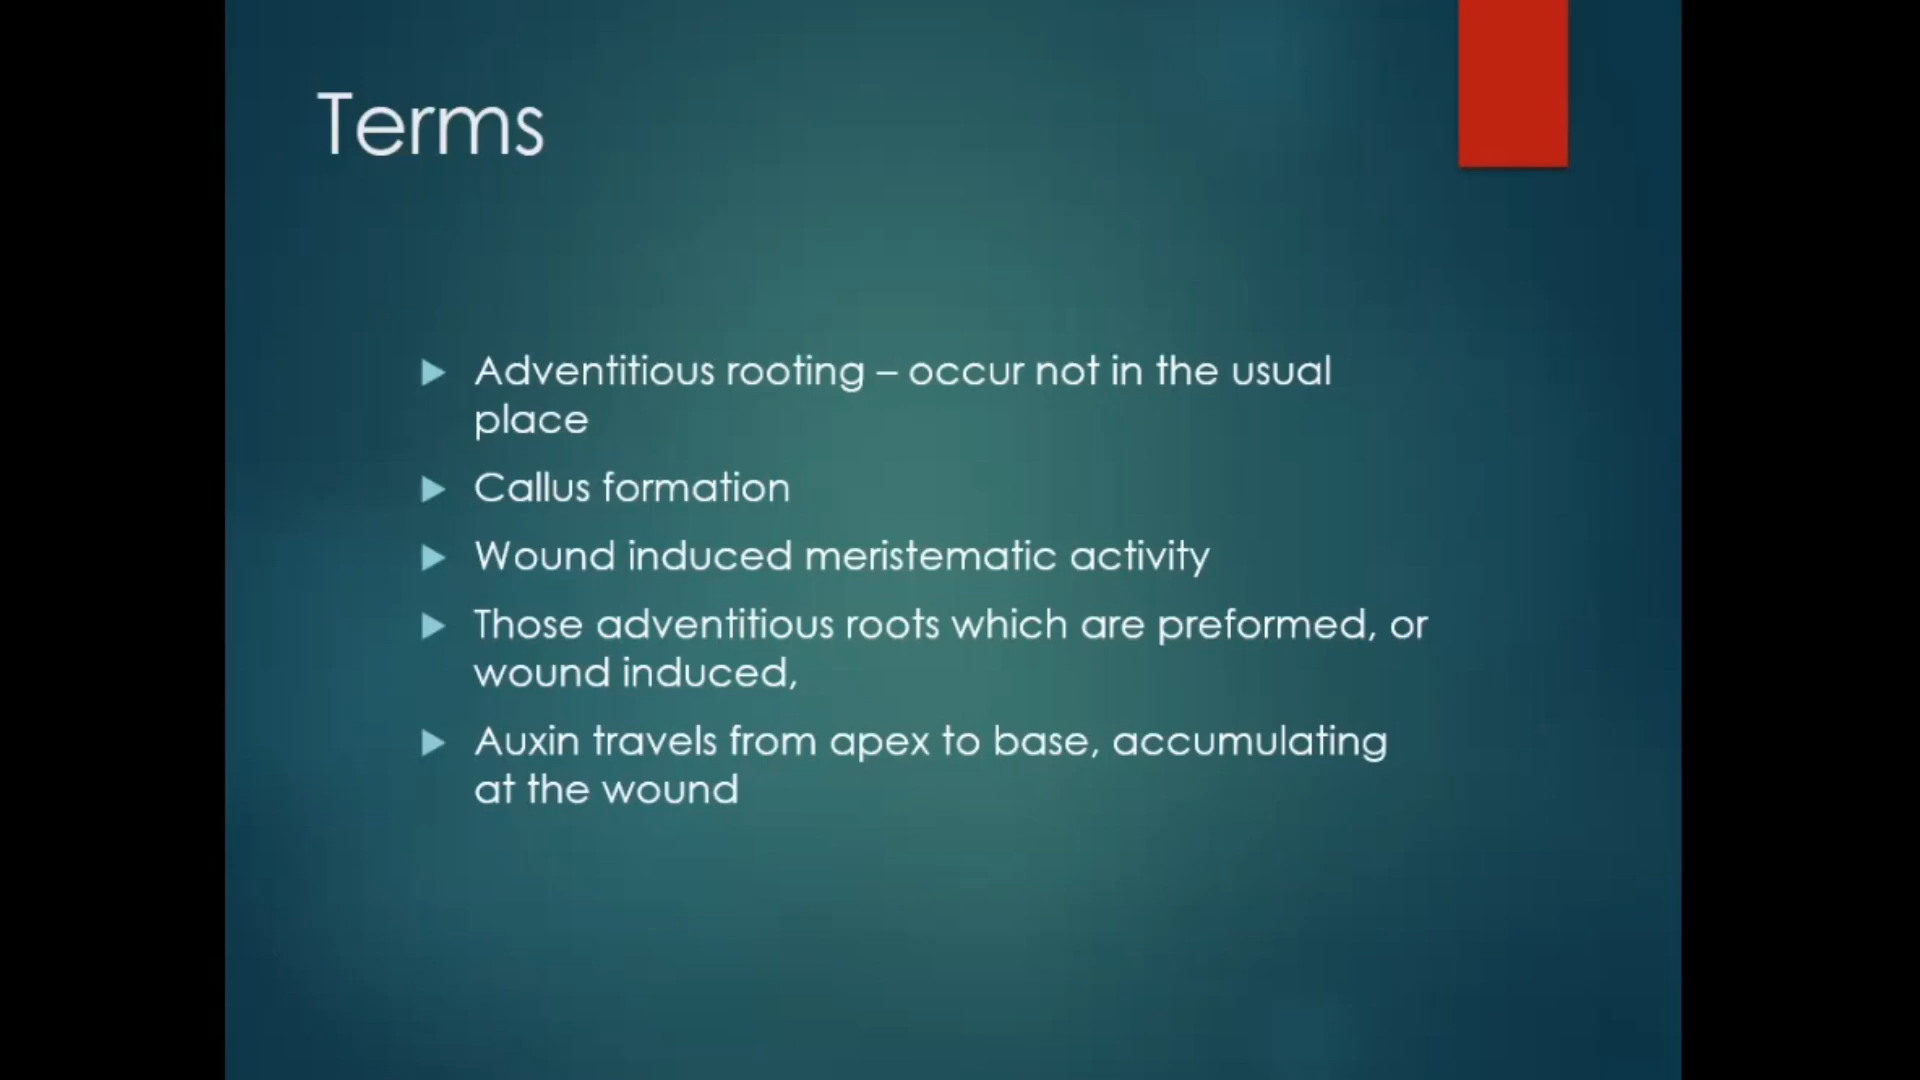 Terms
Adventitious rooting – occur not in the usual
place
Callus formation
Wound induced meristematic activity
Those adventitious roots which are preformed, or
wound induced,
Auxin travels from apex to base, accumulating
at the wound